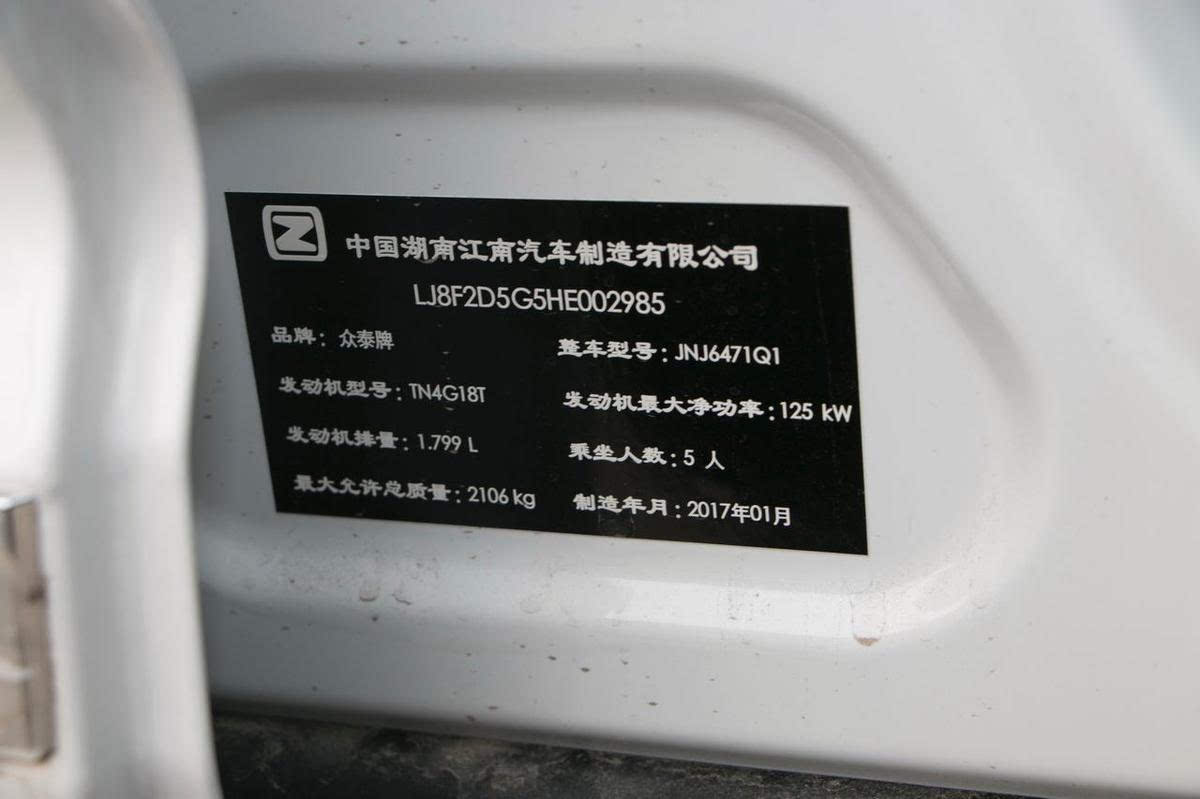 中国湖南江南汽车制造有限公司
LJ8F2D5G5HE002985
品牌：众泰牌 整车型号：JNJ6471Q1
发动机型号：TN4G18T 发动机最大净功率：125 kW
发动机排量：1.799 L 乘坐人数：5 人
最大允许总质量：2106 kg 制造年月：2017年01月